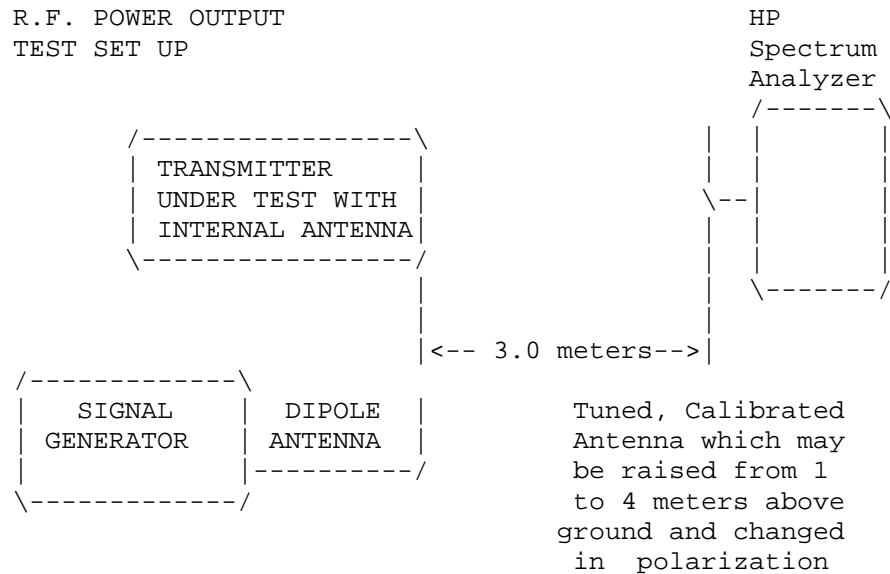 R.F. POWER OUTPUT
TEST SET UP
HP
Spectrum
Analyzer
TRANSMITTER
UNDER TEST WITH
INTERNAL ANTENNA
<-- 3.0 meters-->
SIGNAL
GENERATOR
DIPOLE
ANTENNA
Tuned, Calibrated
Antenna which may
be raised from 1
to 4 meters above
ground and changed
in polarization